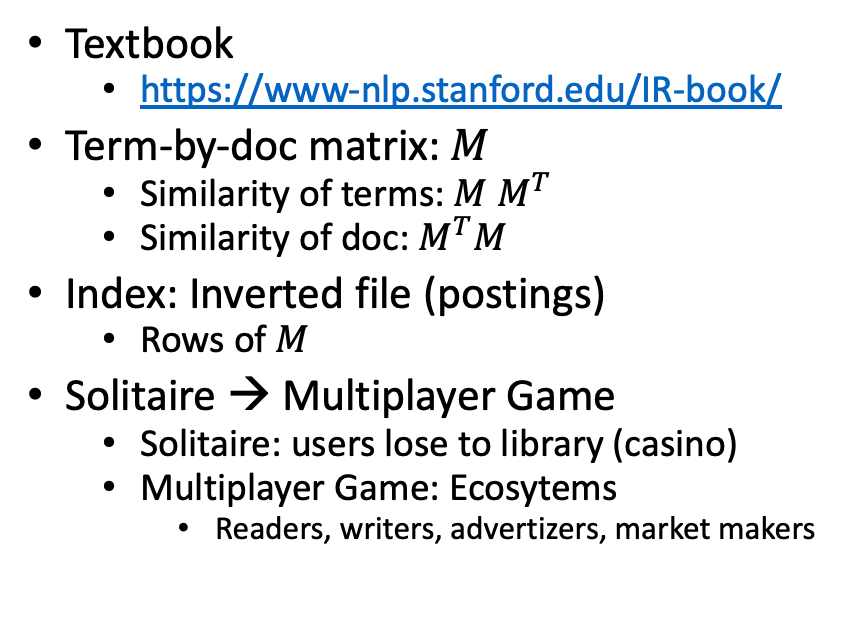 • Textbook
• https://www-nlp.stanford.edu/IR-book/
• Term-by-doc matrix: M
• Similarity of terms: M Mᵀ
• Similarity of doc: MᵀM
• Index: Inverted file (postings)
• Rows of M
• Solitaire → Multiplayer Game
• Solitaire: users lose to library (casino)
• Multiplayer Game: Ecosytems
• Readers, writers, advertizers, market makers